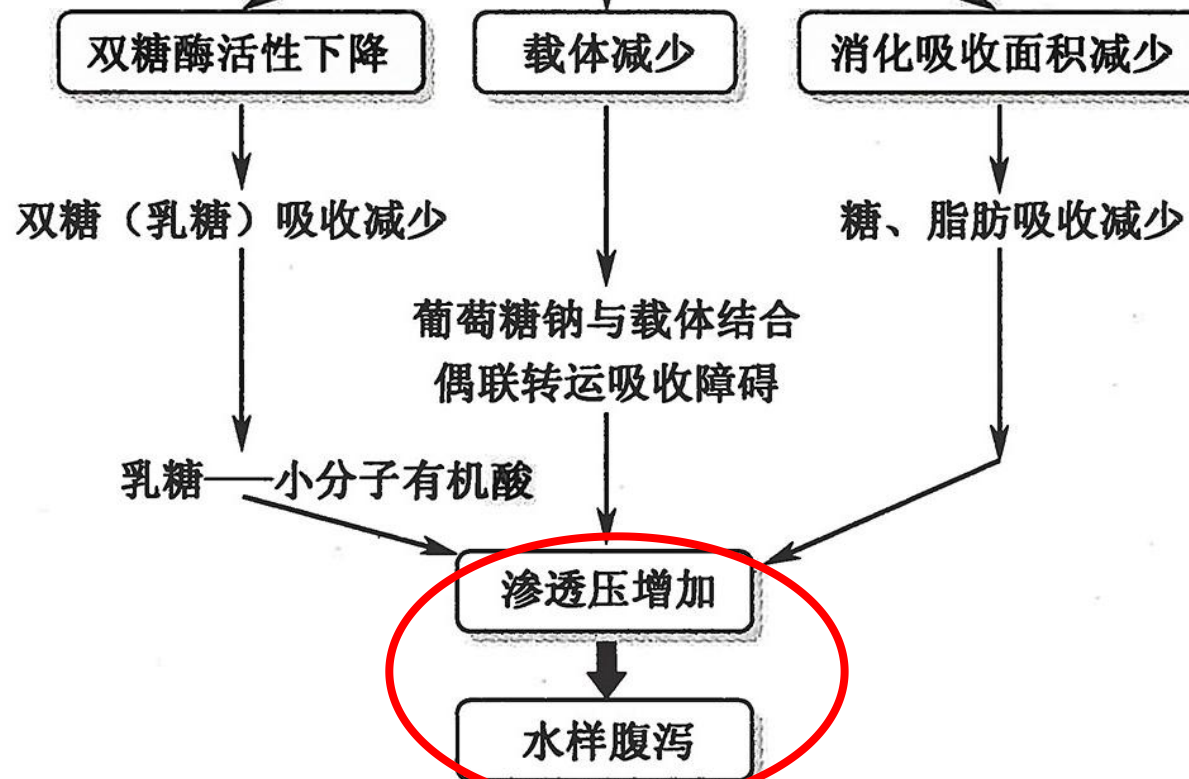 双糖酶活性下降
载体减少
消化吸收面积减少
双糖（乳糖）吸收减少
糖、脂肪吸收减少
葡萄糖钠与载体结合
偶联转运吸收障碍
乳糖——小分子有机酸
渗透压增加
水样腹泻